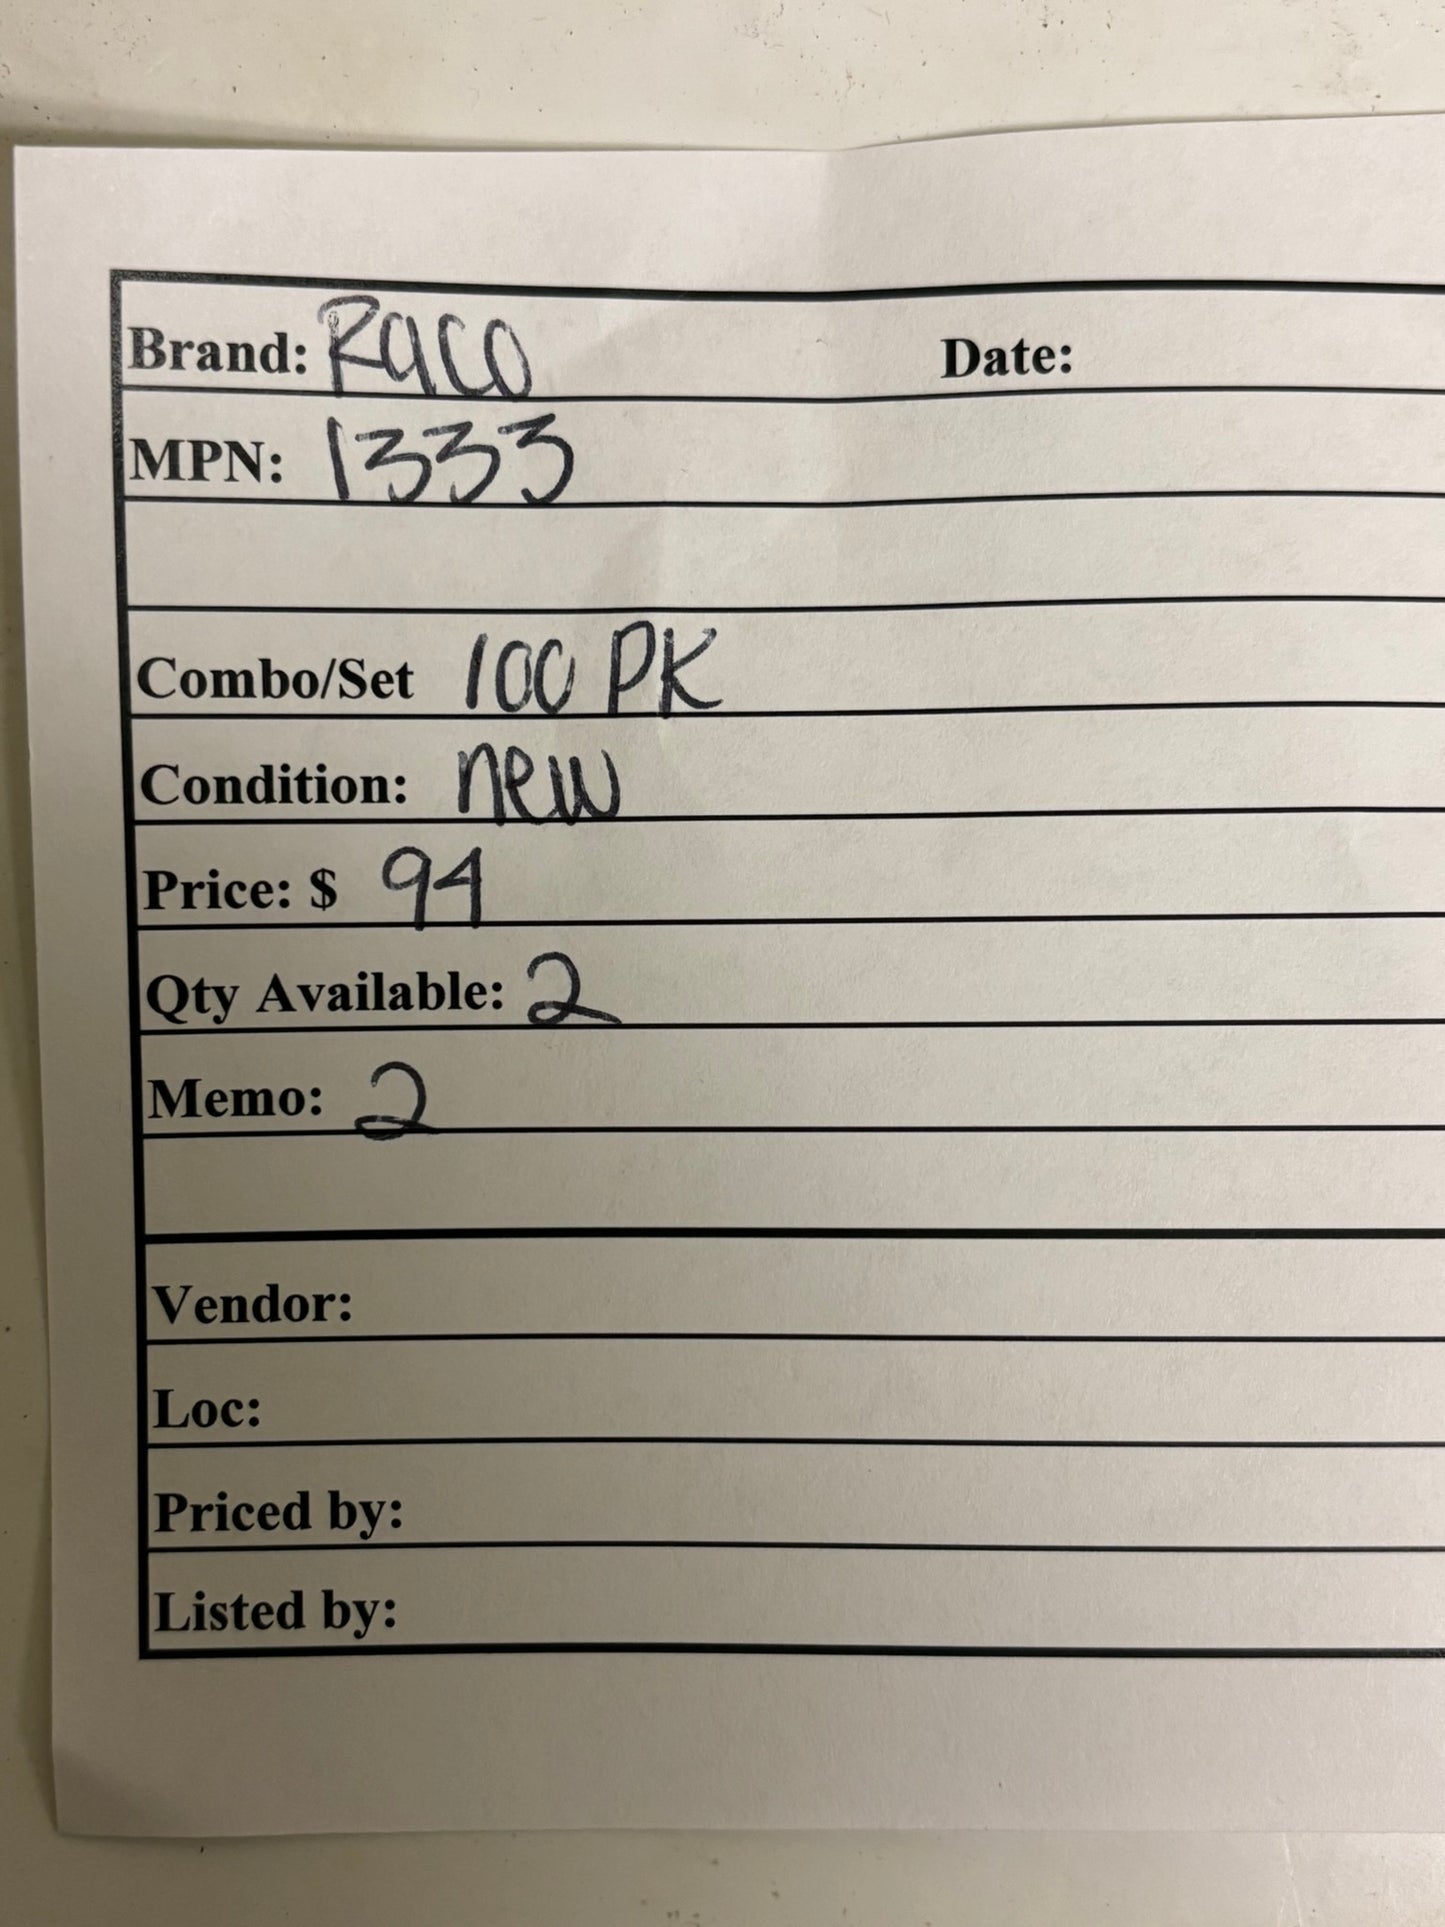 Brand: Raco Date:
MPN: 1333
Combo/Set 100 PK
Condition: new
Price: $ 94
Qty Available: 2
Memo: 2
Vendor:
Loc:
Priced by:
Listed by: